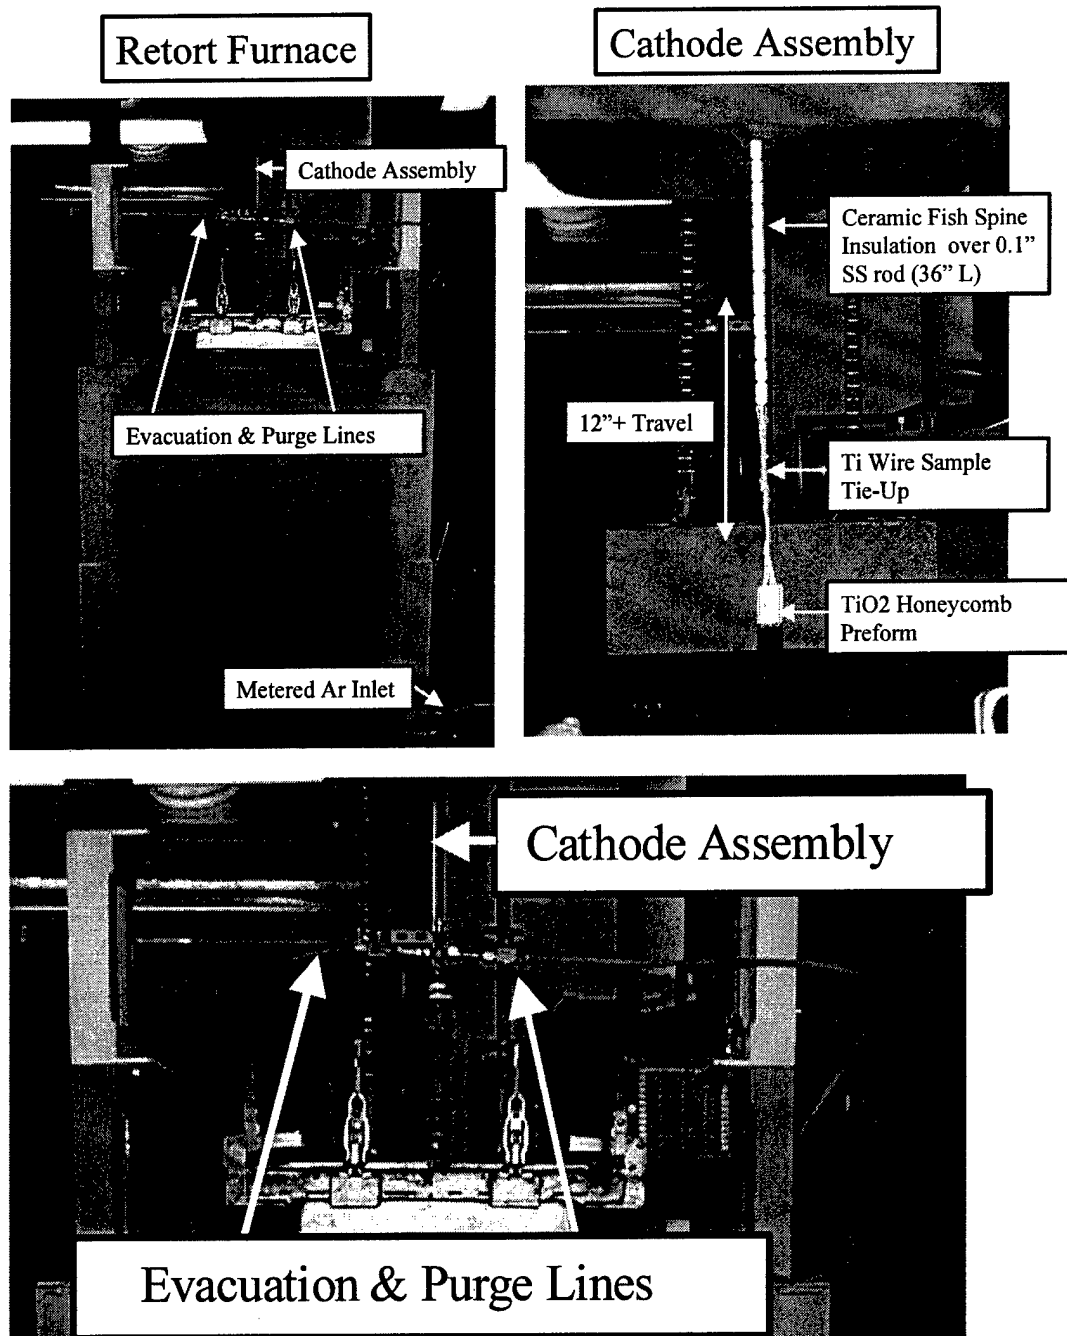 Retort Furnace
Cathode Assembly
Cathode Assembly
Evacuation & Purge Lines
Metered Ar Inlet
Ceramic Fish Spine
Insulation over 0.1"
SS rod (36" L)
12"+ Travel
Ti Wire Sample
Tie-Up
TiO2 Honeycomb
Preform
Cathode Assembly
Evacuation & Purge Lines